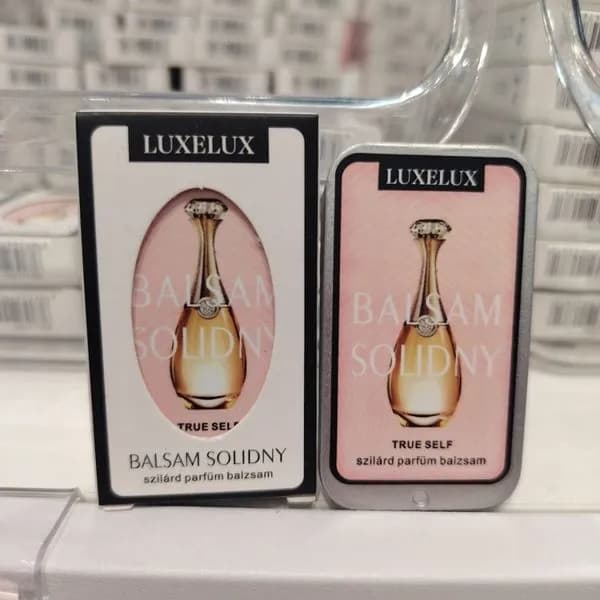 LUXELUX
BALSAM
SOLIDNY
TRUE SELF
BALSAM SOLIDNY
szilárd parfüm balzsam
LUXELUX
BALSAM
SOLIDNY
TRUE SELF
szilárd parfüm balzsam